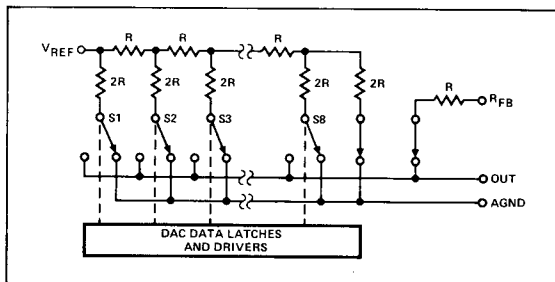 R R R
VREF
2R 2R 2R 2R 2R R RFB
S1 S2 S3 S8
OUT
AGND
DAC DATA LATCHES
AND DRIVERS